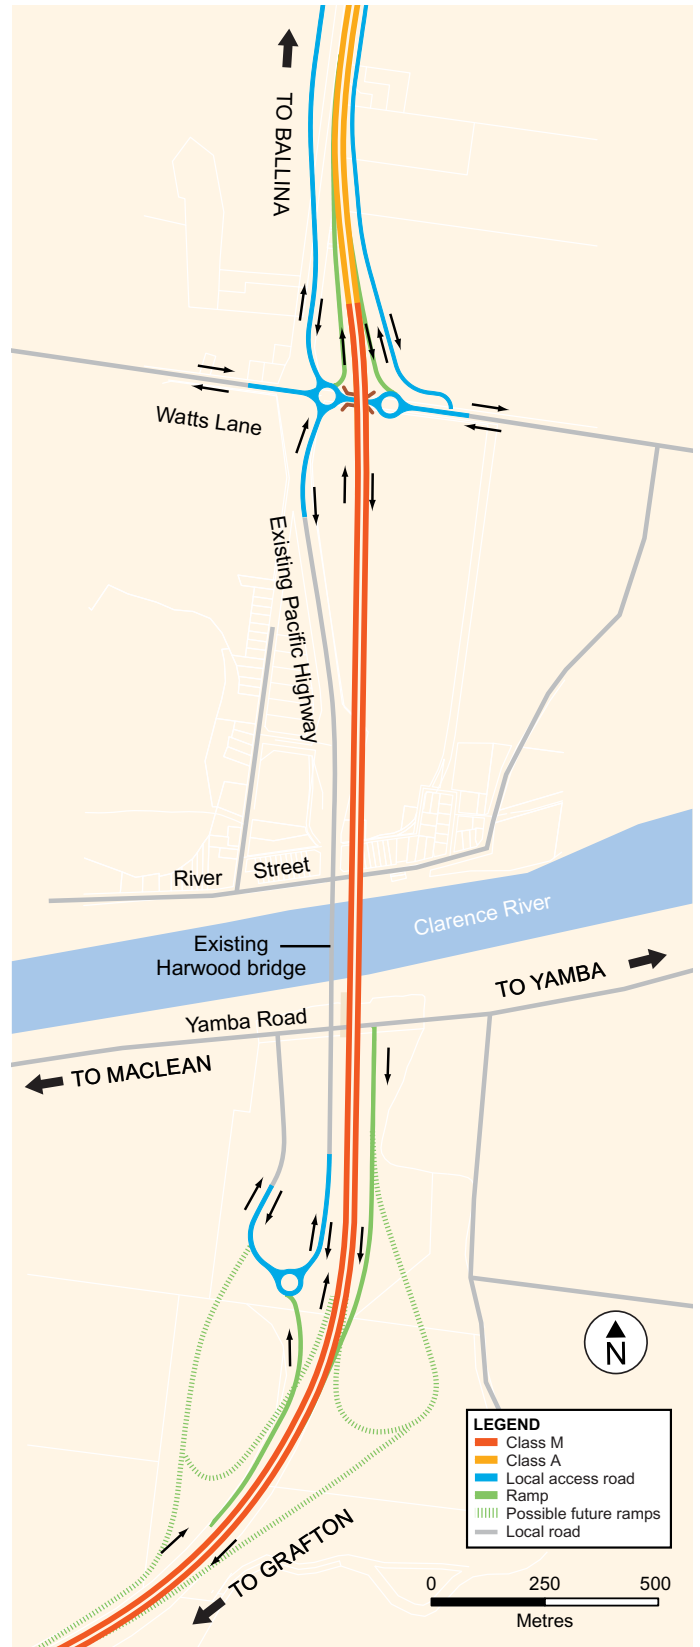 TO BALLINA
Watts Lane
Existing Pacific Highway
River Street
Clarence River
Existing
Harwood bridge
TO YAMBA
Yamba Road
TO MACLEAN
N
LEGEND
Class M
Class A
Local access road
Ramp
Possible future ramps
Local road
TO GRAFTON
0 250 500
Metres